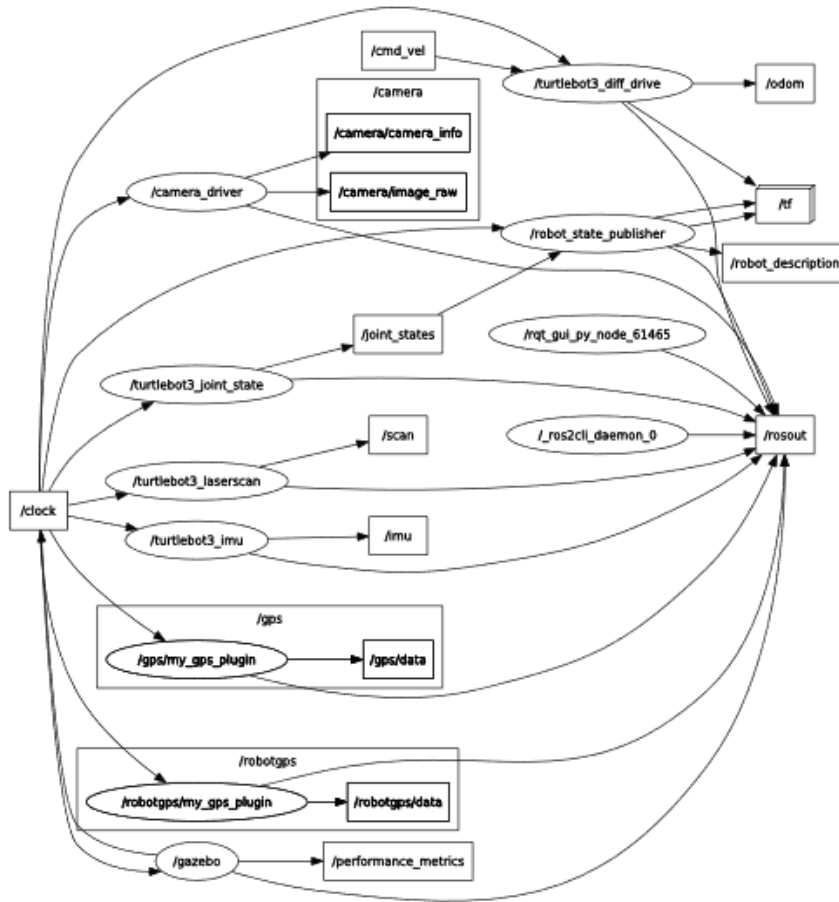 /cmd_vel
/turtlebot3_diff_drive
/odom
/camera
/camera/camera_info
/camera_driver
/camera/image_raw
/tf
/robot_state_publisher
/robot_description
/joint_states
/rqt_gui_py_node_61465
/turtlebot3_joint_state
/scan
/_ros2cli_daemon_0
/rosout
/turtlebot3_laserscan
/clock
/turtlebot3_imu
/imu
/gps
/gps/my_gps_plugin
/gps/data
/robotgps
/robotgps/my_gps_plugin
/robotgps/data
/gazebo
/performance_metrics